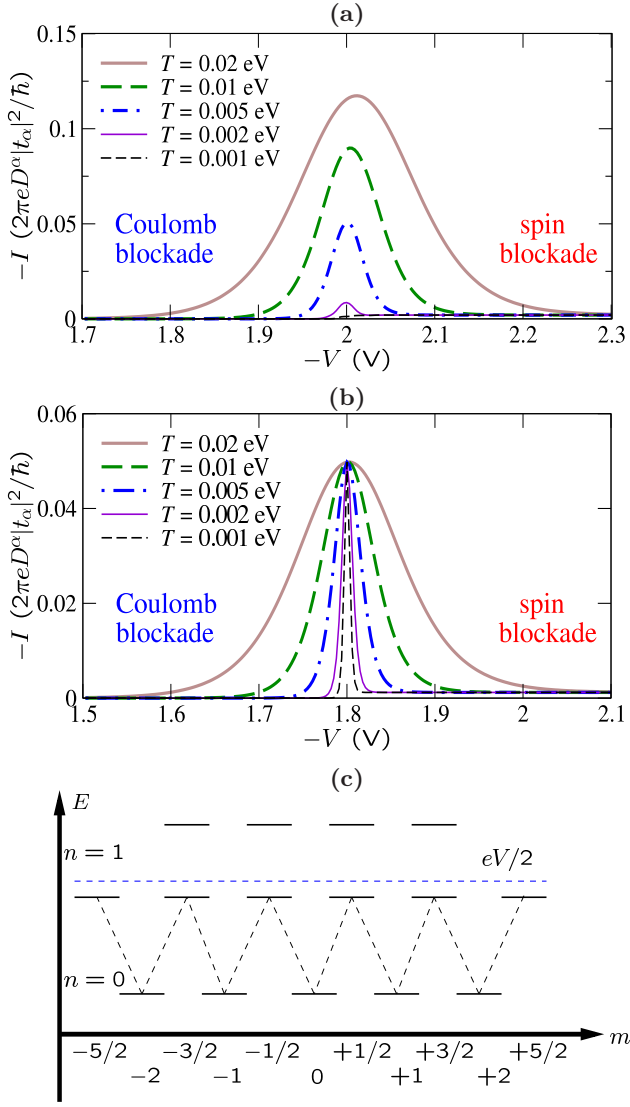 (a)
0.15
T = 0.02 eV
T = 0.01 eV
T = 0.005 eV
T = 0.002 eV
T = 0.001 eV
0.1
0.05
0
Coulomb
blockade
spin
blockade
−I ((2πeD^α|t_α|^2/ℏ)
1.7 1.8 1.9 2 2.1 2.2 2.3
−V (V)
(b)
0.06
T = 0.02 eV
T = 0.01 eV
T = 0.005 eV
T = 0.002 eV
T = 0.001 eV
0.04
0.02
0
Coulomb
blockade
spin
blockade
−I ((2πeD^α|t_α|^2/ℏ)
1.5 1.6 1.7 1.8 1.9 2 2.1
−V (V)
(c)
E
n = 1
eV/2
n = 0
−5/2 −3/2 −1/2 +1/2 +3/2 +5/2 m
−2 −1 0 +1 +2